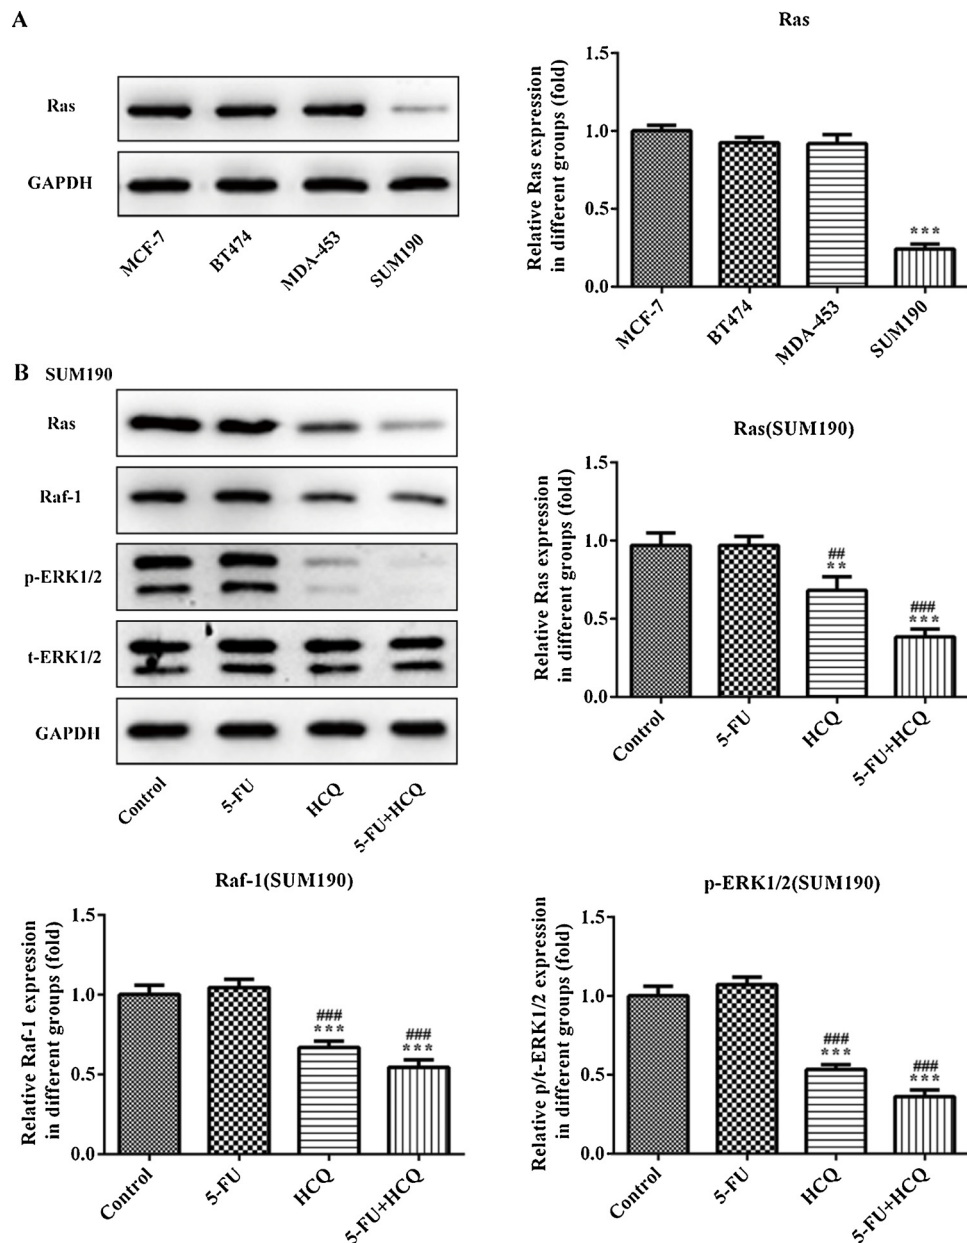 A
Ras
GAPDH
MCF-7
BT474
MDA-453
SUM190
Ras
Relative Ras expression
in different groups (fold)
1.5
1.0
0.5
0.0
***
MCF-7
BT474
MDA-453
SUM190
B
SUM190
Ras
Raf-1
p-ERK1/2
t-ERK1/2
GAPDH
Control
5-FU
HCQ
5-FU+HCQ
Ras(SUM190)
Relative Ras expression
in different groups (fold)
1.5
1.0
0.5
0.0
##
**
###
***
Control
5-FU
HCQ
5-FU+HCQ
Raf-1(SUM190)
Relative Raf-1 expression
in different groups (fold)
1.5
1.0
0.5
0.0
###
***
###
***
Control
5-FU
HCQ
5-FU+HCQ
p-ERK1/2(SUM190)
Relative p/t-ERK1/2 expression
in different groups (fold)
1.5
1.0
0.5
0.0
###
***
###
***
Control
5-FU
HCQ
5-FU+HCQ